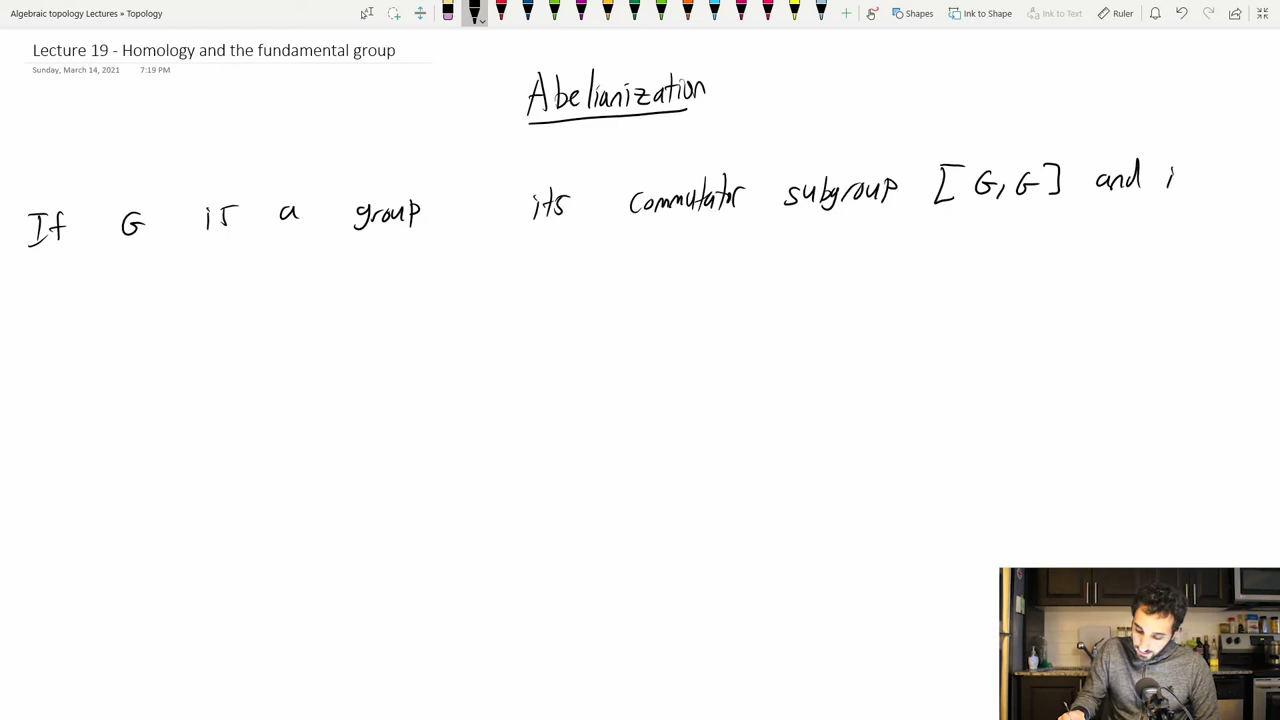 Algebraic topology Lectures » Topology
Shapes
Ink to Shape
Ink to Text
Ruler
Lecture 19 - Homology and the fundamental group
Sunday, March 14, 2021 7:19 PM
Abelianization
If G is a group its commutator subgroup [G, G] and i